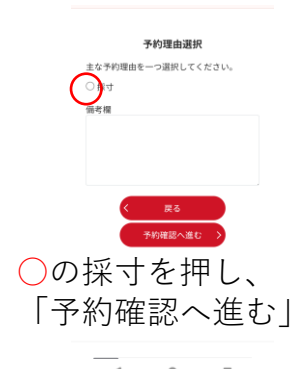 予約理由選択
主な予約理由を一つ選択してください。
採寸
備考欄
戻る
予約確認へ進む
○の採寸を押し、
「予約確認へ進む」